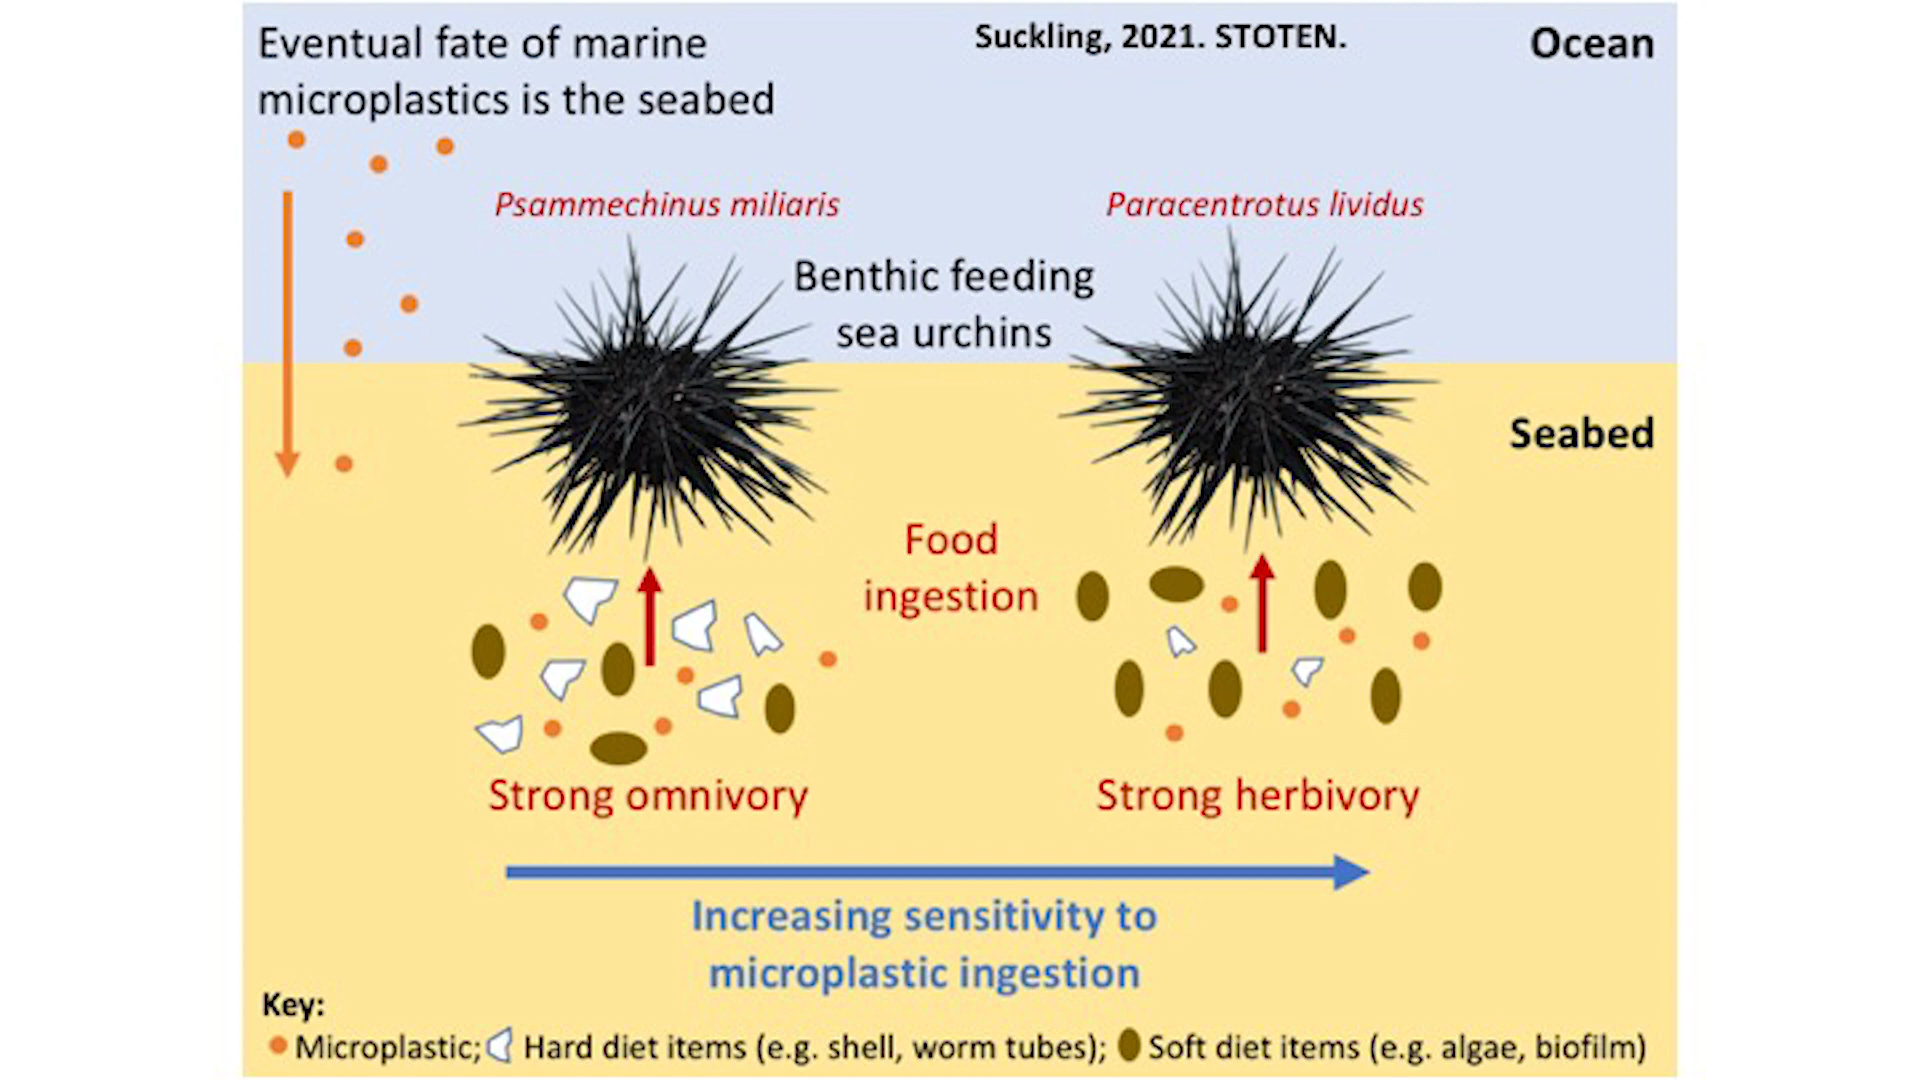 Eventual fate of marine
microplastics is the seabed
Suckling, 2021. STOTEN.
Ocean
Psammechinus miliaris
Paracentrotus lividus
Benthic feeding
sea urchins
Seabed
Food
ingestion
Strong omnivory
Strong herbivory
Increasing sensitivity to
microplastic ingestion
Key:
Microplastic; Hard diet items (e.g. shell, worm tubes); Soft diet items (e.g. algae, biofilm)